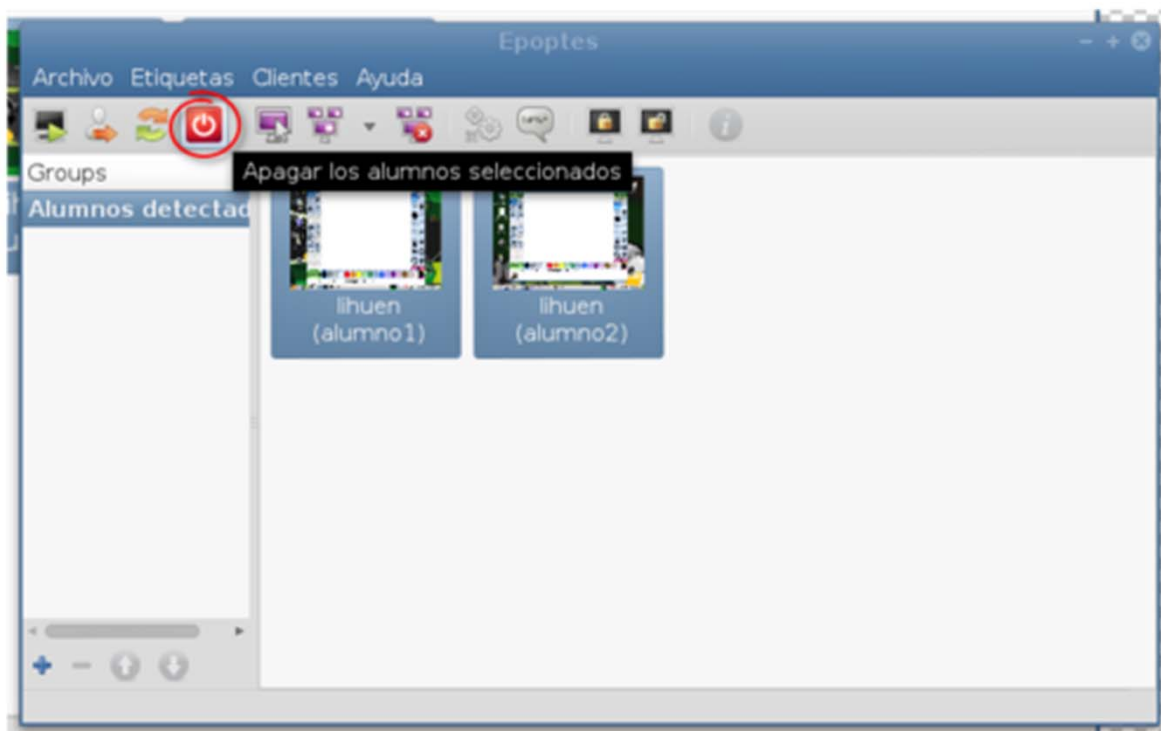 Epoptes
Archivo Etiquetas Clientes Ayuda
Apagar los alumnos seleccionados
Groups
Alumnos detectad
lihuen
(alumno1)
lihuen
(alumno2)